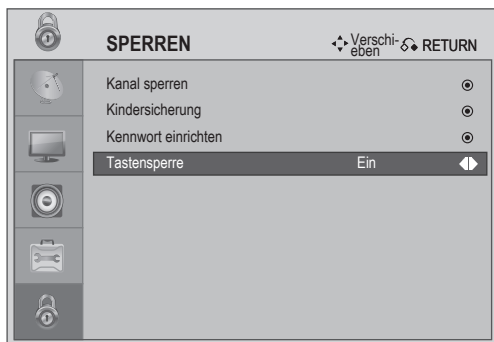 SPERREN
Verschi-
eben
RETURN
Kanal sperren
Kindersicherung
Kennwort einrichten
Tastensperre Ein